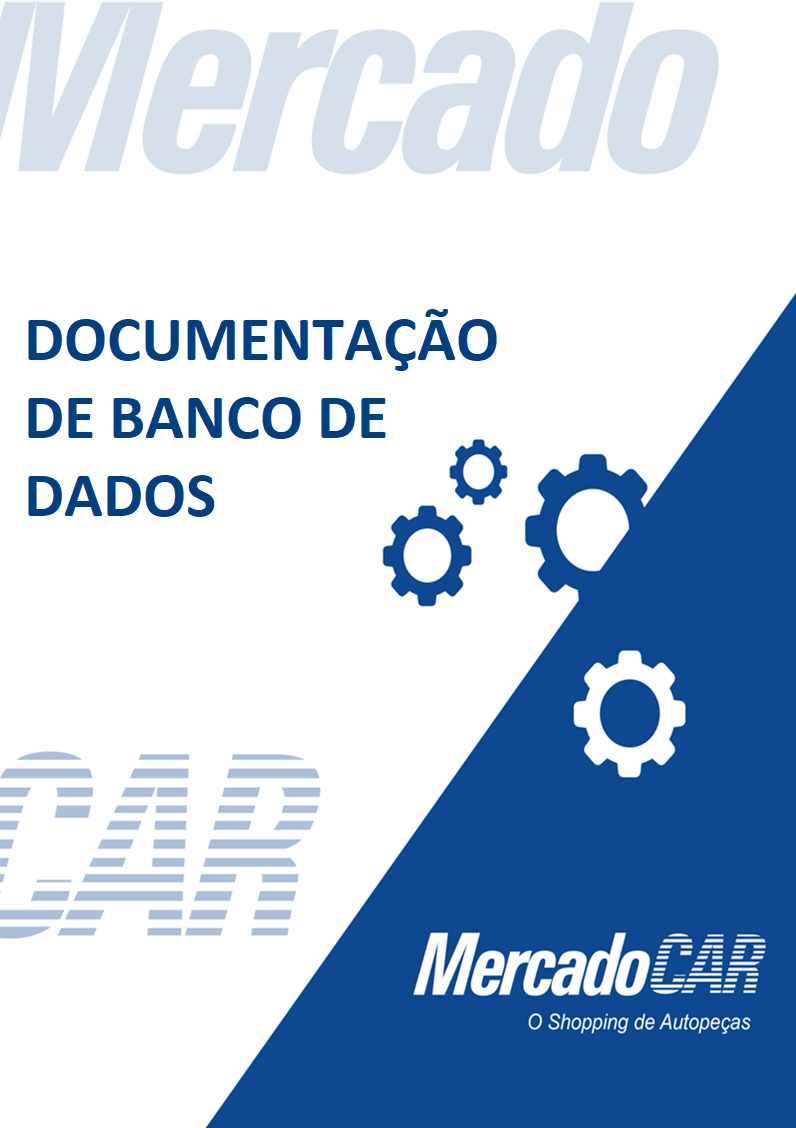 Mercado
DOCUMENTAÇÃO
DE BANCO DE
DADOS
CAR
MercadoCAR
O Shopping de Autopeças